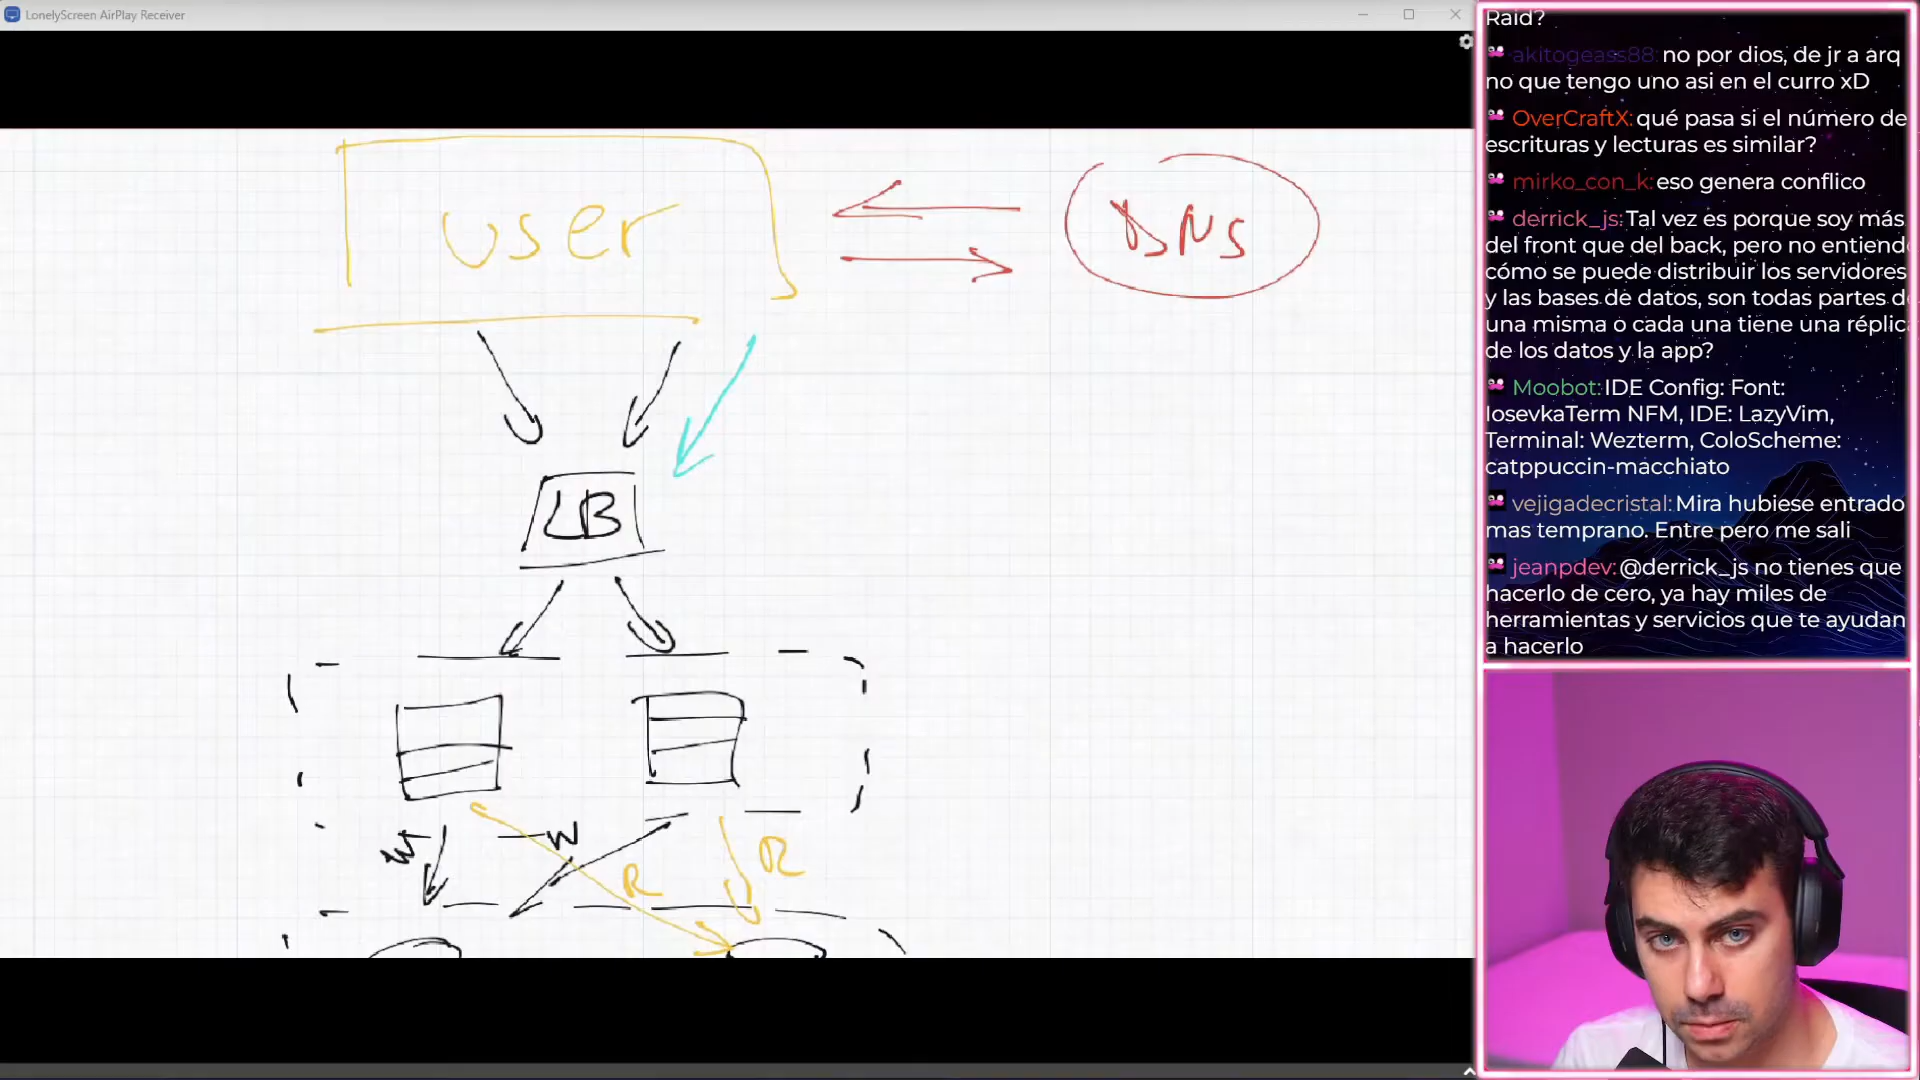 LonelyScreen AirPlay Receiver
user
DNS
LB
W
W
R
R
Raid?
akitogeass88: no por dios, de jr a arq
no que tengo uno asi en el curro xD
OverCraftX: qué pasa si el número de
escrituras y lecturas es similar?
mirko_con_k: eso genera conflico
derrick_js: Tal vez es porque soy más
del front que del back, pero no entiendo
cómo se puede distribuir los servidores
y las bases de datos, son todas partes de
una misma o cada una tiene una réplica
de los datos y la app?
Moobot: IDE Config: Font:
IosevkaTerm NFM, IDE: LazyVim,
Terminal: Wezterm, ColoScheme:
catppuccin-macchiato
vejigadecristal: Mira hubiese entrado
mas temprano. Entre pero me sali
jeanpdev: @derrick_js no tienes que
hacerlo de cero, ya hay miles de
herramientas y servicios que te ayudan
a hacerlo